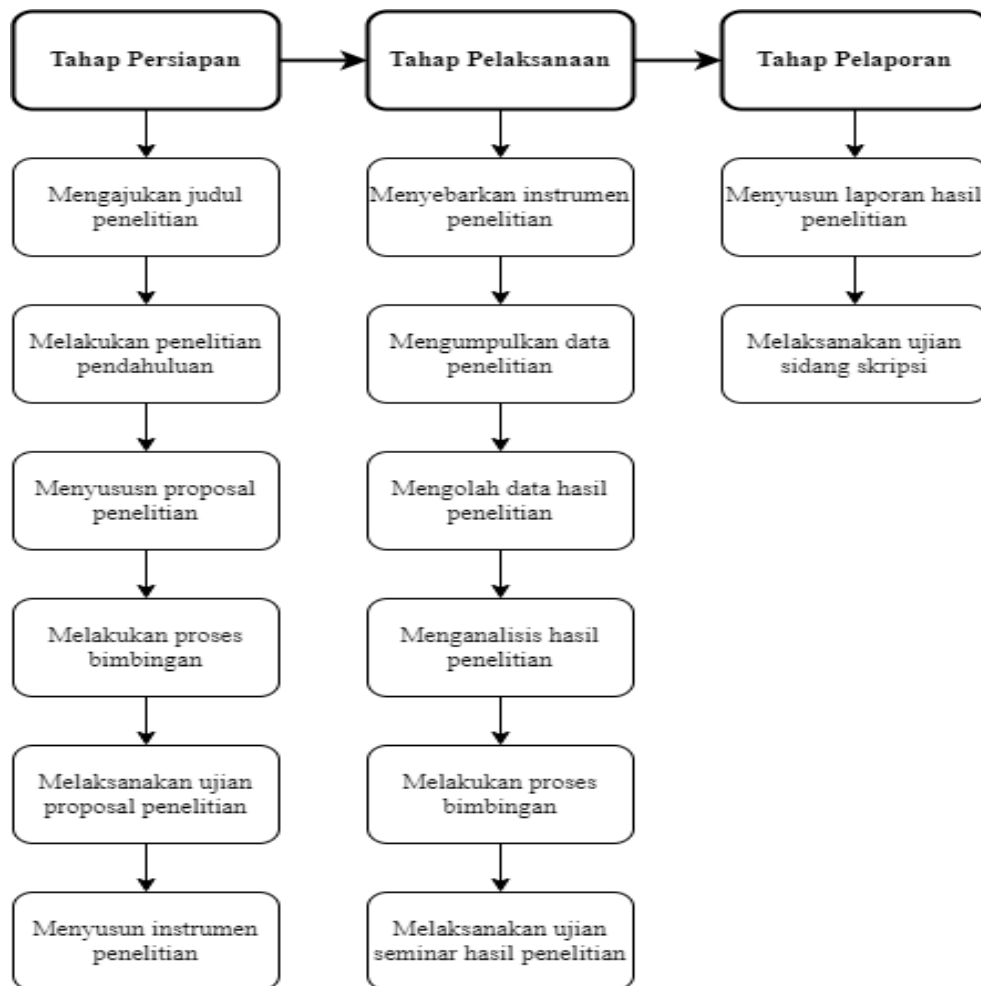 Tahap Persiapan
Mengajukan judul
penelitian
Melakukan penelitian
pendahuluan
Menyususn proposal
penelitian
Melakukan proses
bimbingan
Melaksanakan ujian
proposal penelitian
Menyusun instrumen
penelitian
Tahap Pelaksanaan
Menyebarkan instrumen
penelitian
Mengumpulkan data
penelitian
Mengolah data hasil
penelitian
Menganalisis hasil
penelitian
Melakukan proses
bimbingan
Melaksanakan ujian
seminar hasil penelitian
Tahap Pelaporan
Menyusun laporan hasil
penelitian
Melaksanakan ujian
sidang skripsi